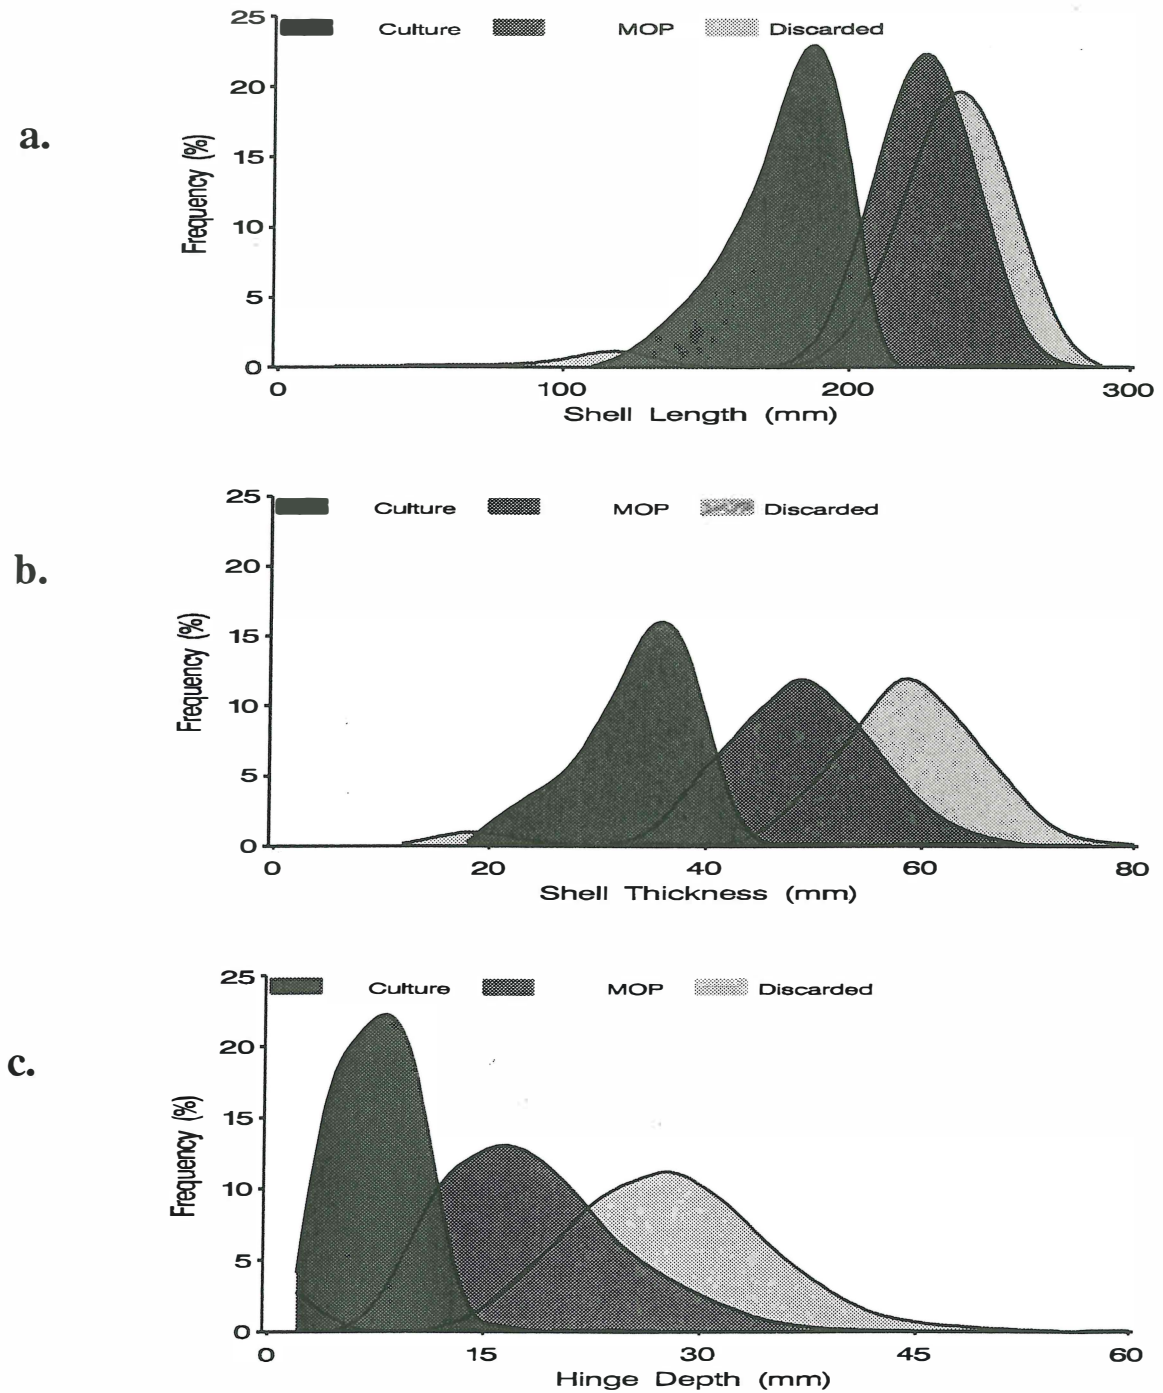 a.
Culture MOP Discarded
Frequency (%)
25
20
15
10
5
0
0 100 200 300
Shell Length (mm)
b.
Culture MOP Discarded
Frequency (%)
25
20
15
10
5
0
0 20 40 60 80
Shell Thickness (mm)
c.
Culture MOP Discarded
Frequency (%)
25
20
15
10
5
0
0 15 30 45 60
Hinge Depth (mm)